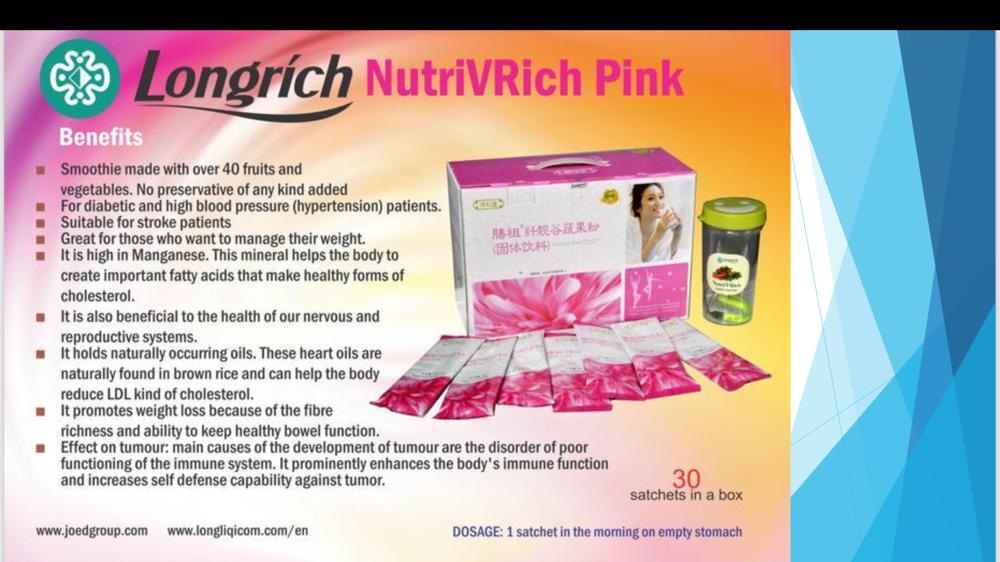 Longrích NutriVRich Pink
Benefits
Smoothie made with over 40 fruits and
vegetables. No preservative of any kind added
For diabetic and high blood pressure (hypertension) patients.
Suitable for stroke patients
Great for those who want to manage their weight.
It is high in Manganese. This mineral helps the body to
create important fatty acids that make healthy forms of
cholesterol.
It is also beneficial to the health of our nervous and
reproductive systems.
It holds naturally occurring oils. These heart oils are
naturally found in brown rice and can help the body
reduce LDL kind of cholesterol.
It promotes weight loss because of the fibre
richness and ability to keep healthy bowel function.
Effect on tumour: main causes of the development of tumour are the disorder of poor
functioning of the immune system. It prominently enhances the body's immune function
and increases self defense capability against tumor.
纤靓谷蔬果粉
(固体饮料)
30
satchets in a box
www.joedgroup.com www.longliqicom.com/en
DOSAGE: 1 satchet in the morning on empty stomach